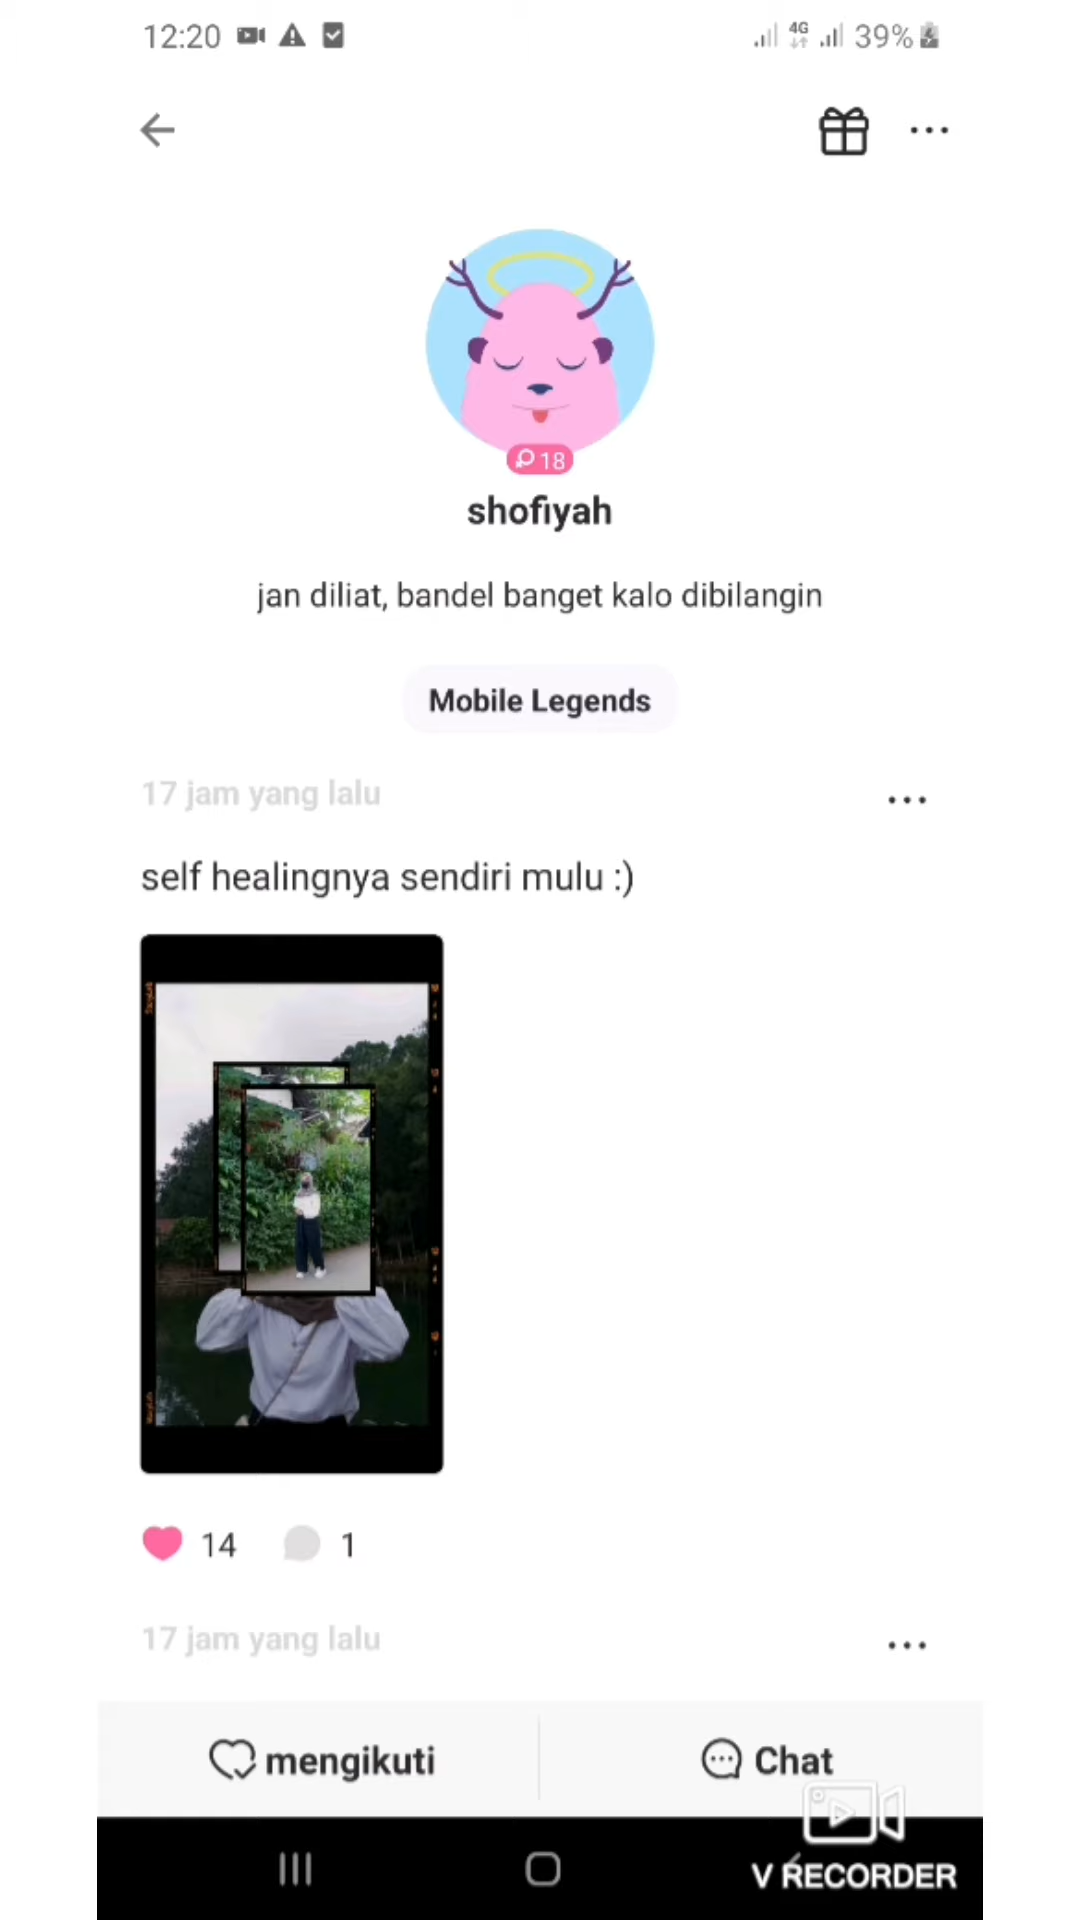 12:20
4G
39%
18
shofiyah
jan diliat, bandel banget kalo dibilangin
Mobile Legends
17 jam yang lalu
self healingnya sendiri mulu :)
14
1
17 jam yang lalu
mengikuti
Chat
V RECORDER